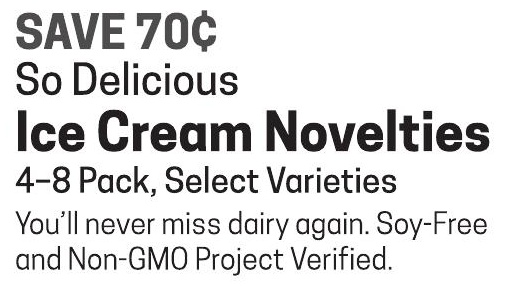 SAVE 70¢
So Delicious
Ice Cream Novelties
4–8 Pack, Select Varieties
You’ll never miss dairy again. Soy-Free
and Non-GMO Project Verified.